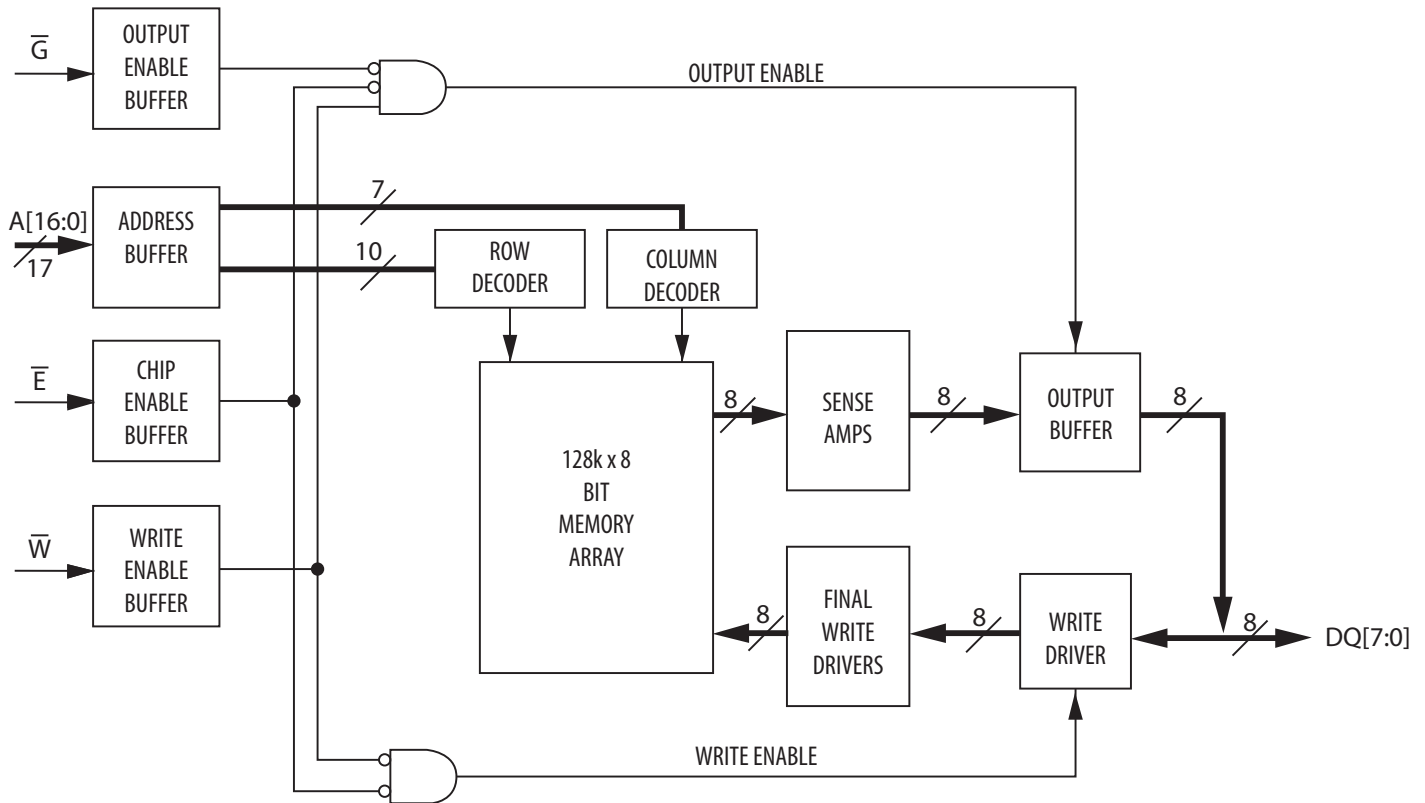 G̅
OUTPUT
ENABLE
BUFFER
OUTPUT ENABLE
A[16:0]
17
ADDRESS
BUFFER
7
10
ROW
DECODER
COLUMN
DECODER
E̅
CHIP
ENABLE
BUFFER
W̅
WRITE
ENABLE
BUFFER
128k x 8
BIT
MEMORY
ARRAY
8
SENSE
AMPS
8
OUTPUT
BUFFER
8
8
FINAL
WRITE
DRIVERS
8
WRITE
DRIVER
8
DQ[7:0]
WRITE ENABLE